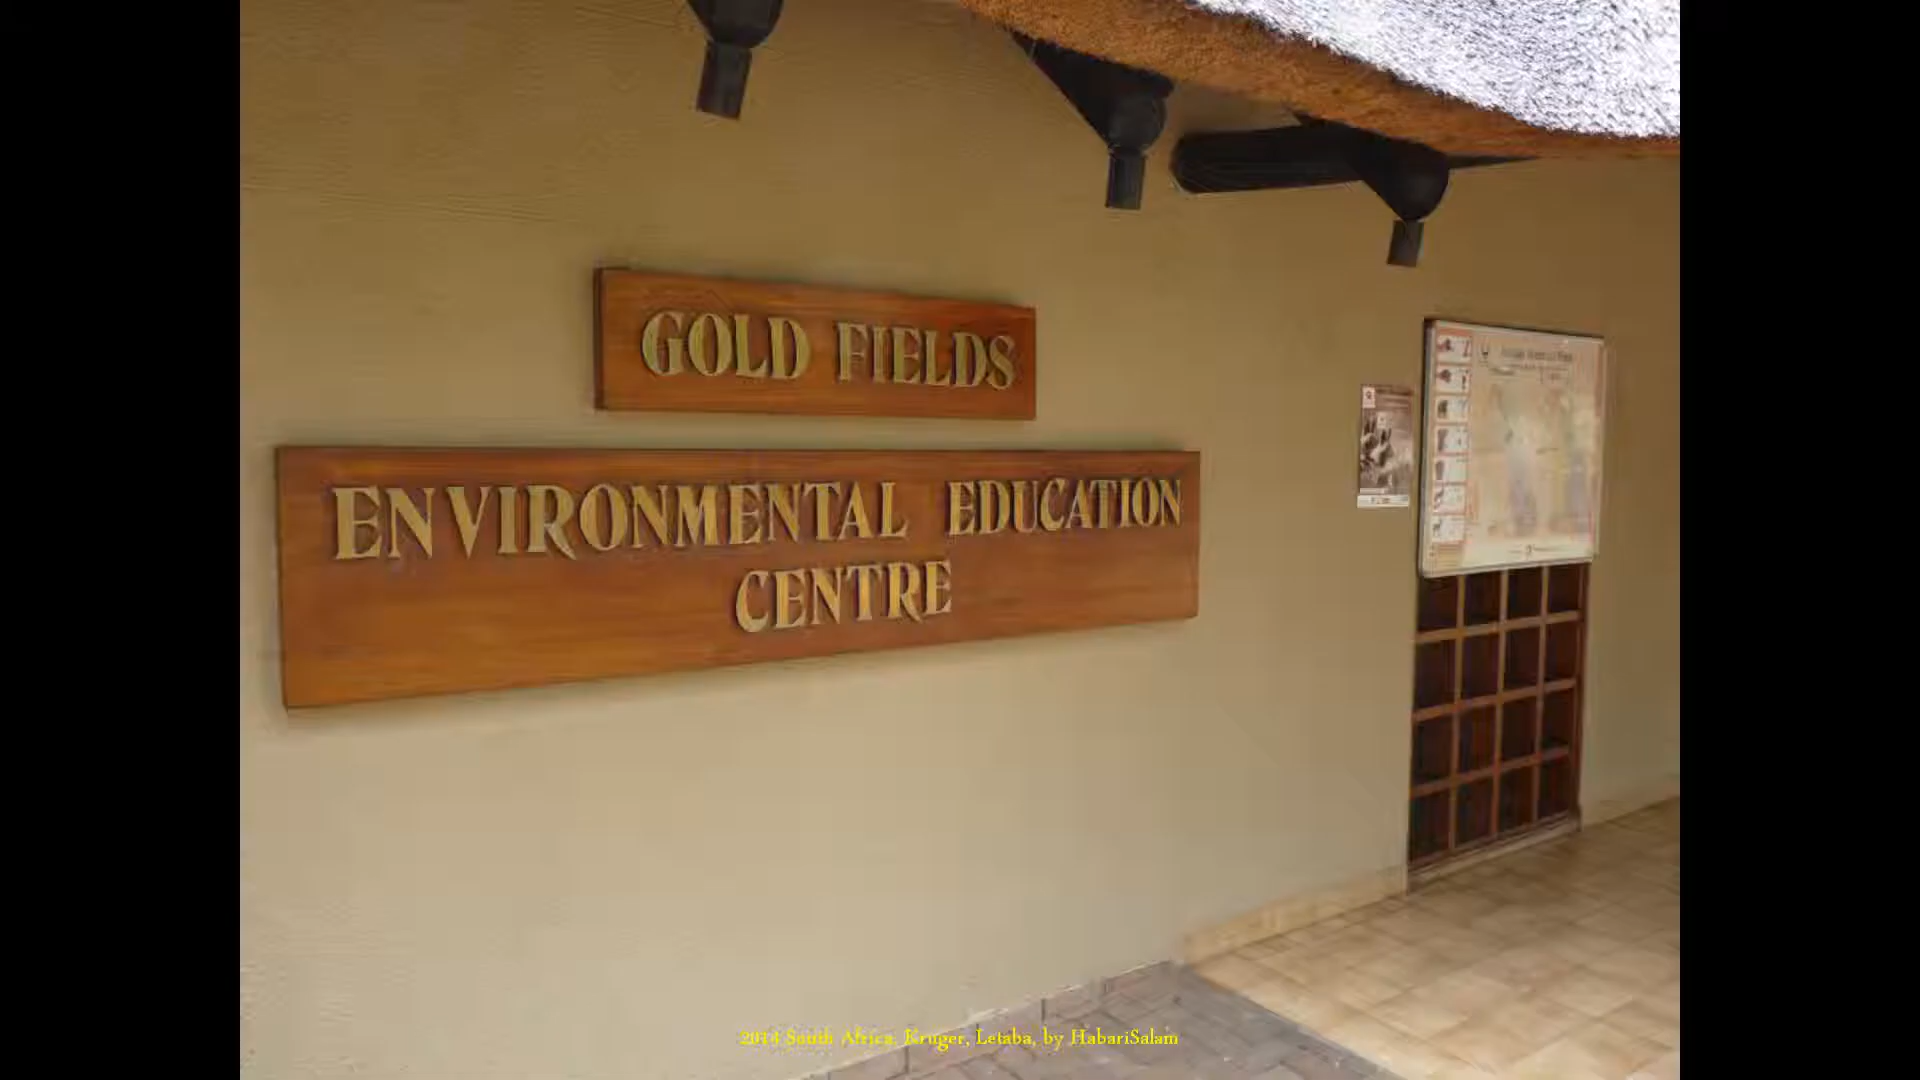 GOLD FIELDS
ENVIRONMENTAL EDUCATION
CENTRE
2014 South Africa, Kruger, Letaba, by HabariSalam